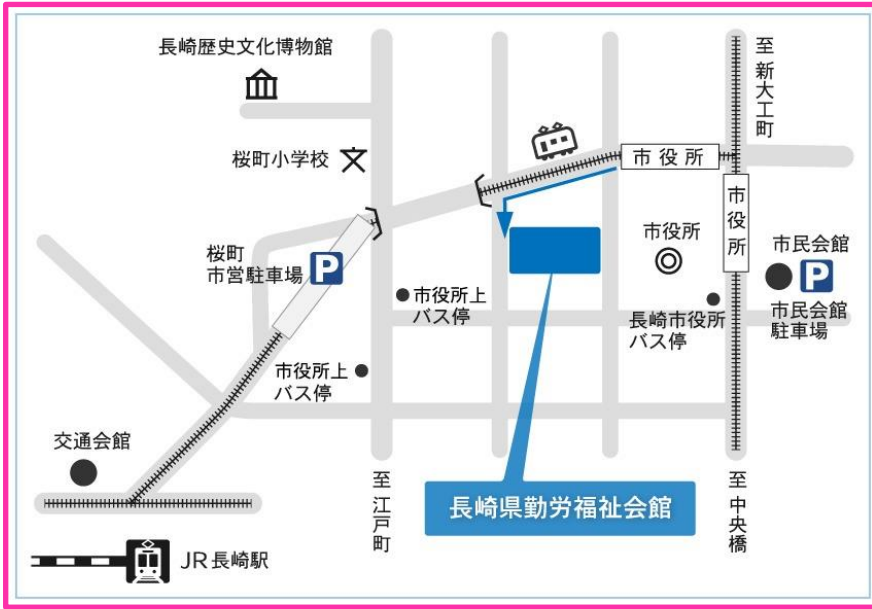 長崎歴史文化博物館
至新大工町
桜町小学校
市役所
市役所
桜町
市営駐車場
P
市役所
市民会館
P
市役所上
バス停
長崎市役所
バス停
市民会館
駐車場
市役所上
バス停
交通会館
至江戸町
長崎県勤労福祉会館
至中央橋
JR長崎駅